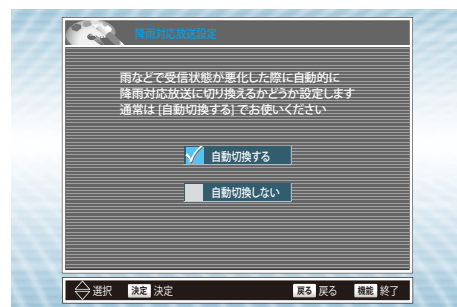 降雨対応放送設定
雨などで受信状態が悪化した際に自動的に
降雨対応放送に切り換えるかどうか設定します
通常は [自動切換する] でお使いください
自動切換する
自動切換しない
選択 決定 決定 戻る 戻る 機能 終了